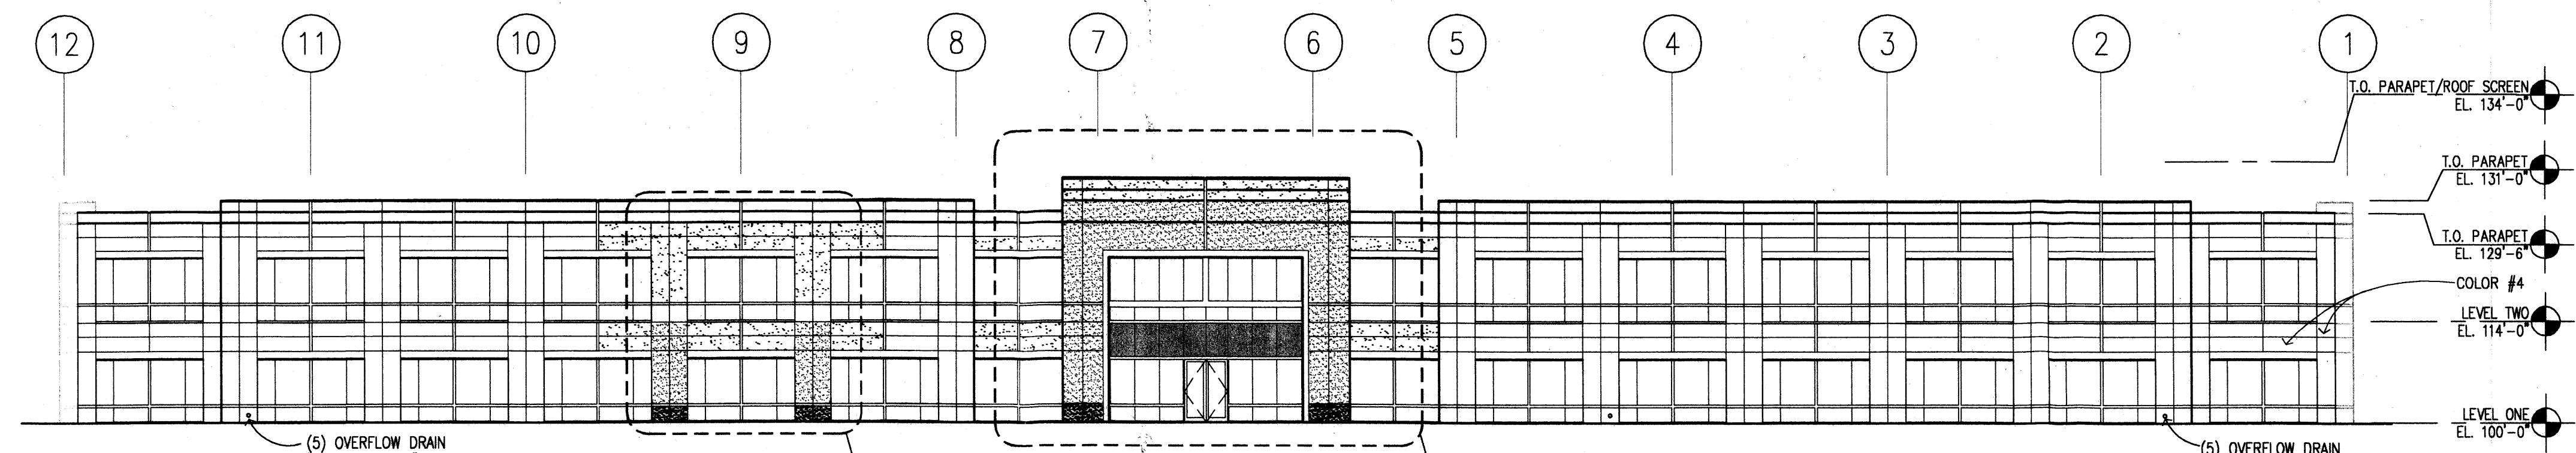 12 11 10 9 8 7 6 5 4 3 2 1
T.O. PARAPET/ROOF SCREEN
EL. 134'-0"
T.O. PARAPET
EL. 131'-0"
T.O. PARAPET
EL. 129'-6"
COLOR #4
LEVEL TWO
EL. 114'-0"
LEVEL ONE
EL. 100'-0"
(5) OVERFLOW DRAIN
(5) OVERFLOW DRAIN